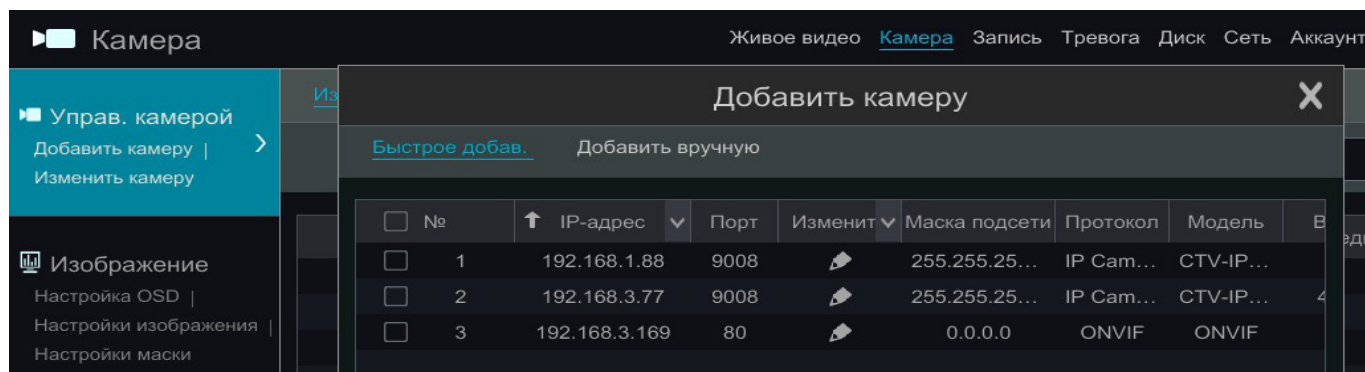 Камера
Живое видео Камера Запись Тревога Диск Сеть Аккаунт
Управ. камерой
Добавить камеру |
Изменить камеру
Из
Добавить камеру
Быстрое добав. Добавить вручную
№ IP-адрес Порт Изменит Маска подсети Протокол Модель В
1 192.168.1.88 9008 255.255.25... IP Cam... CTV-IP...
2 192.168.3.77 9008 255.255.25... IP Cam... CTV-IP... 4
3 192.168.3.169 80 0.0.0.0 ONVIF ONVIF
Изображение
Настройка OSD |
Настройки изображения |
Настройки маски